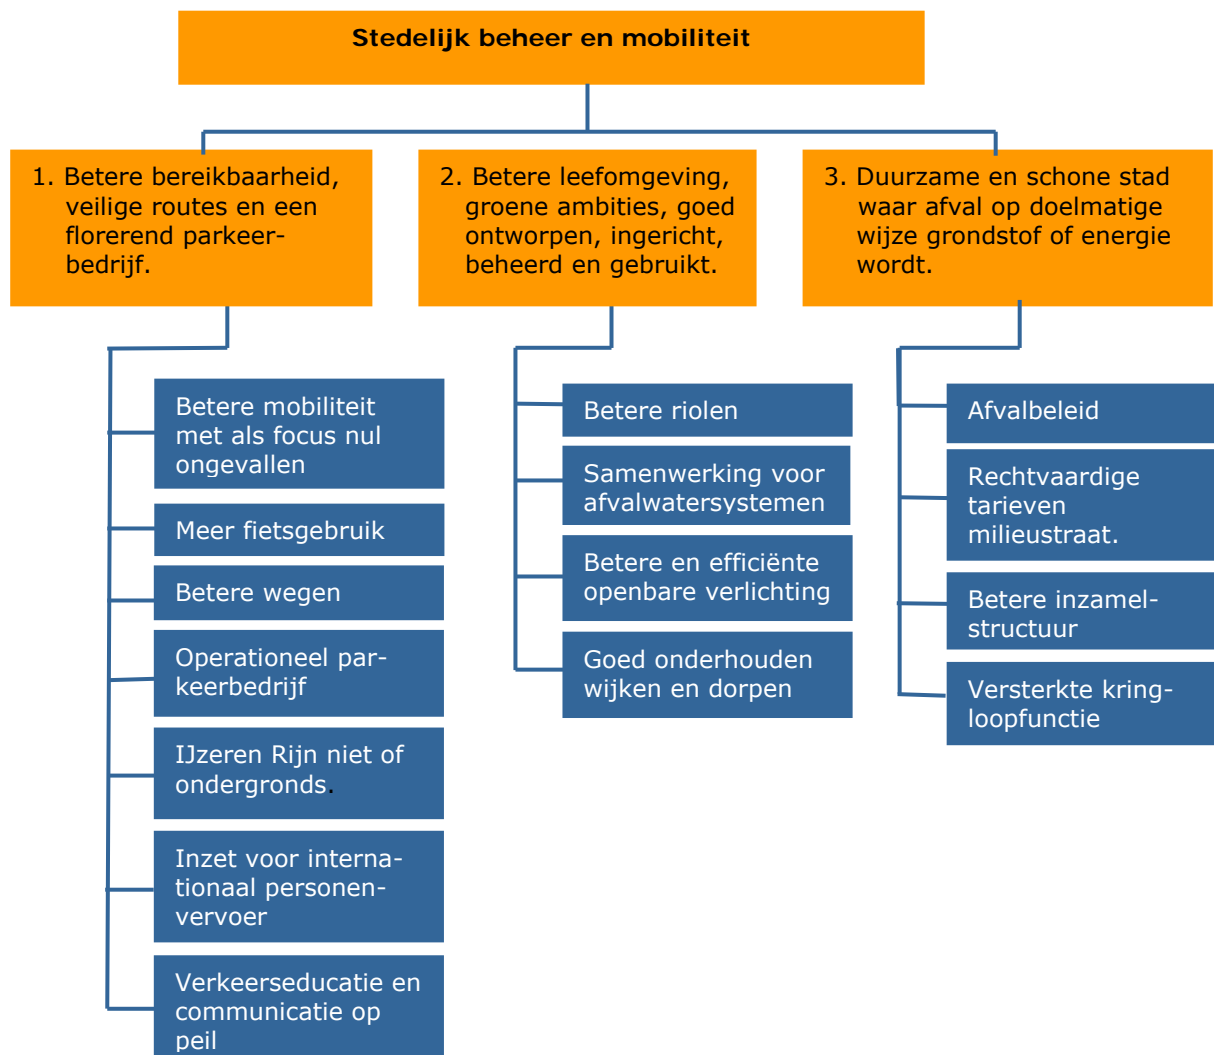 Stedelijk beheer en mobiliteit
1. Betere bereikbaarheid,
veilige routes en een
florerend parkeer-
bedrijf.
Betere mobiliteit
met als focus nul
ongevallen
Meer fietsgebruik
Betere wegen
Operationeel par-
keerbedrijf
IJzeren Rijn niet of
ondergronds.
Inzet voor interna-
tionaal personen-
vervoer
Verkeerseducatie en
communicatie op
peil
2. Betere leefomgeving,
groene ambities, goed
ontworpen, ingericht,
beheerd en gebruikt.
Betere riolen
Samenwerking voor
afvalwatersystemen
Betere en efficiënte
openbare verlichting
Goed onderhouden
wijken en dorpen
3. Duurzame en schone stad
waar afval op doelmatige
wijze grondstof of energie
wordt.
Afvalbeleid
Rechtvaardige
tarieven
milieustraat.
Betere inzamel-
structuur
Versterkte kring-
loopfunctie